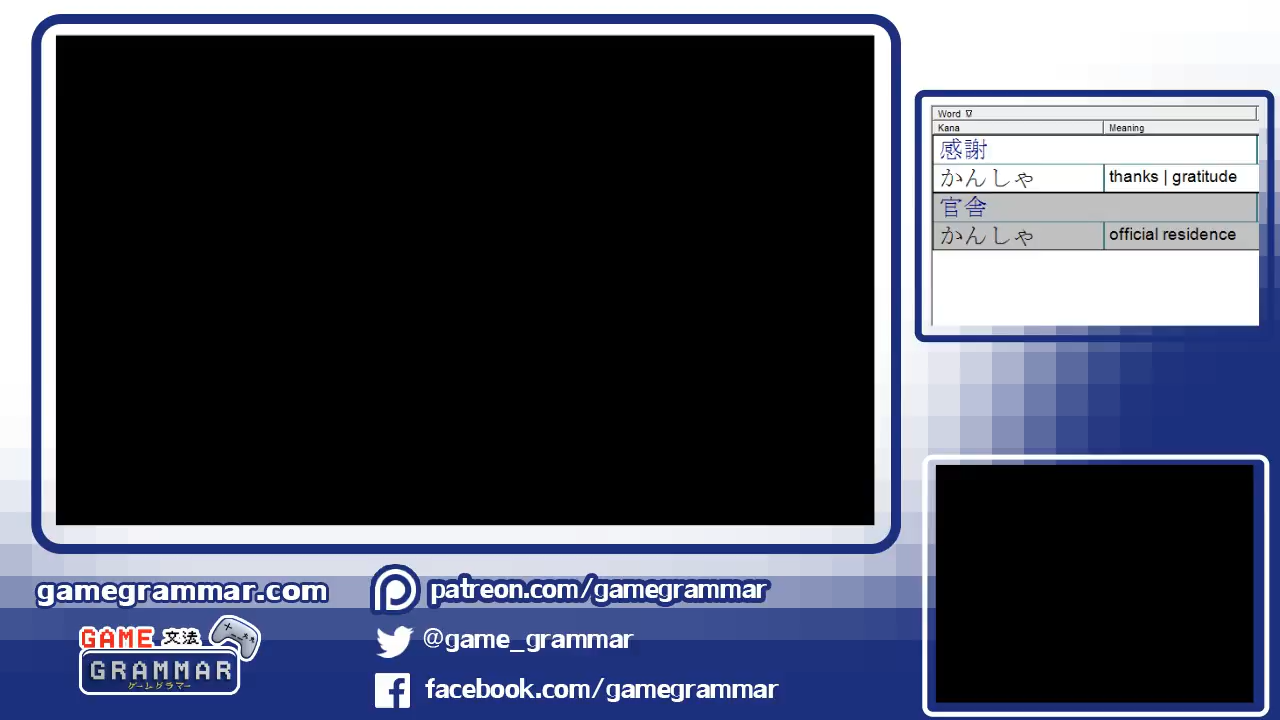 Word ∇
Kana Meaning
感謝
かんしゃ thanks | gratitude
官舎
かんしゃ official residence
gamegrammar.com
GAME 文法
GRAMMAR
ゲームグラマー
patreon.com/gamegrammar
@game_grammar
facebook.com/gamegrammar